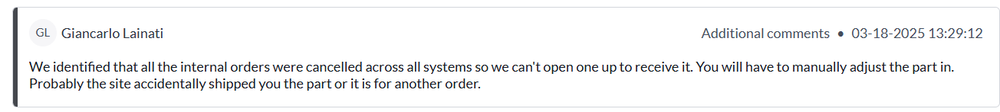 GL Giancarlo Lainati Additional comments • 03-18-2025 13:29:12
We identified that all the internal orders were cancelled across all systems so we can't open one up to receive it. You will have to manually adjust the part in.
Probably the site accidentally shipped you the part or it is for another order.